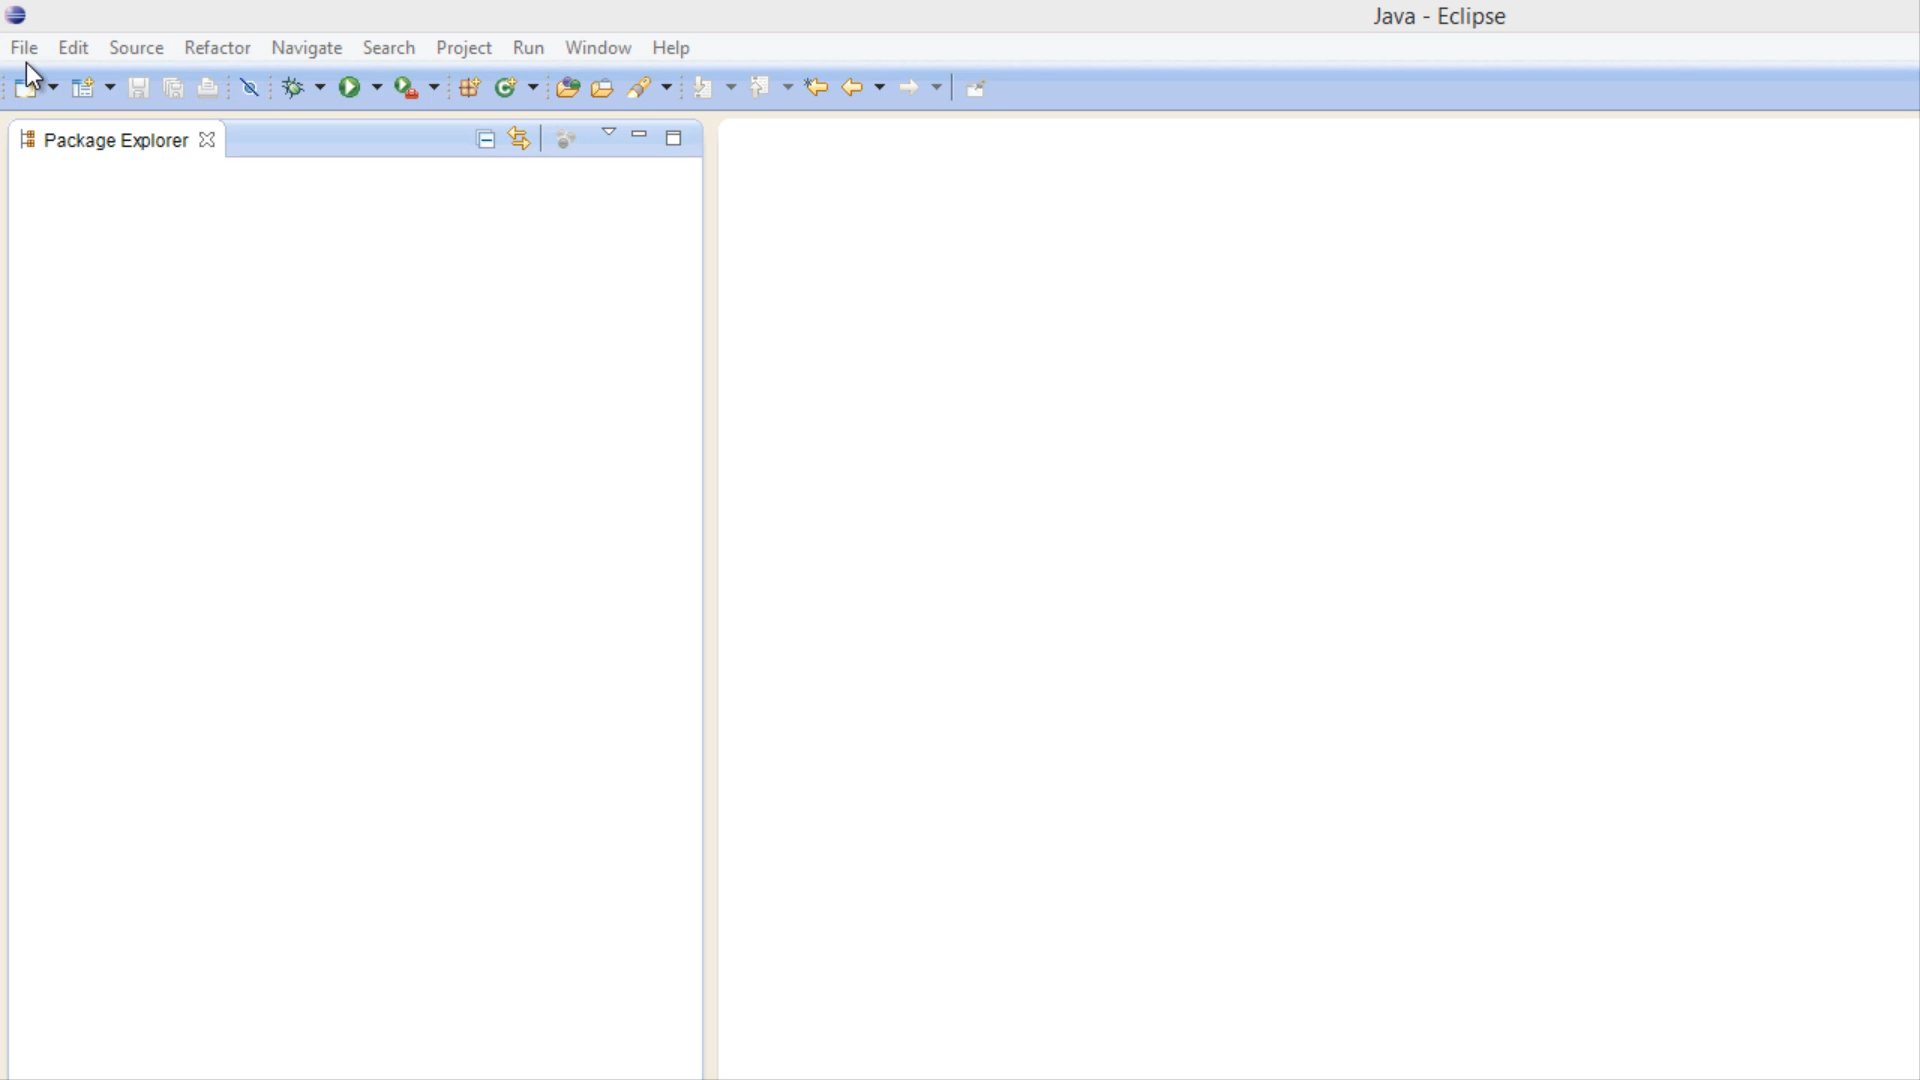 Java - Eclipse
File Edit Source Refactor Navigate Search Project Run Window Help
Package Explorer